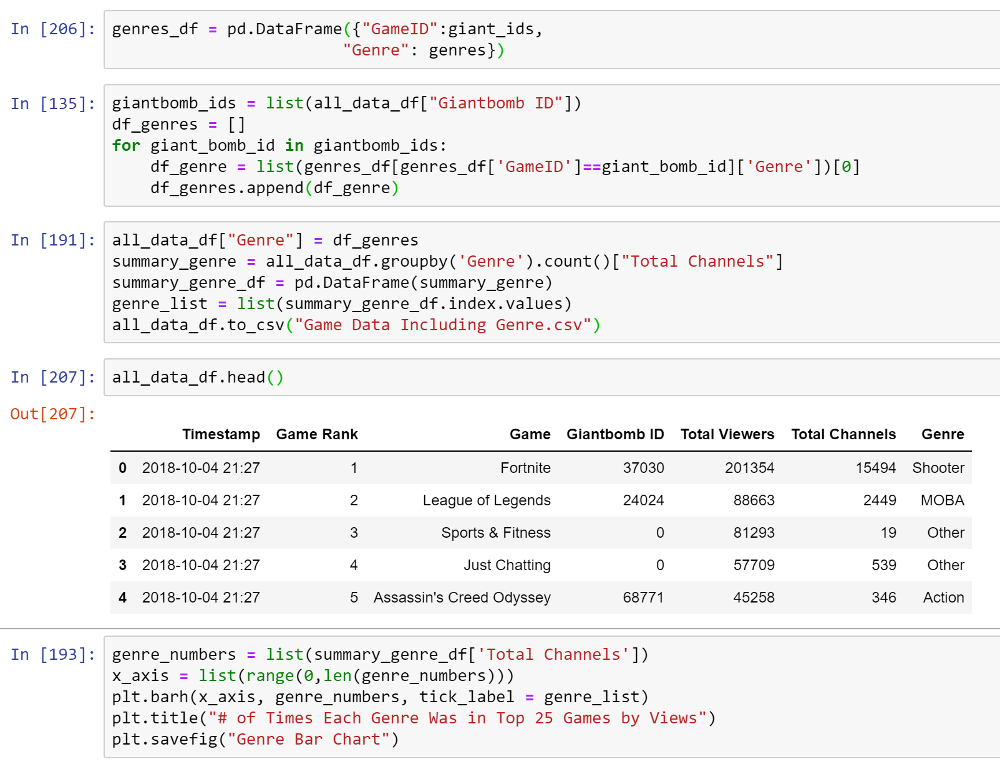 In [206]: genres_df = pd.DataFrame({"GameID":giant_ids,
                        "Genre": genres})
In [135]: giantbomb_ids = list(all_data_df["Giantbomb ID"])
df_genres = []
for giant_bomb_id in giantbomb_ids:
    df_genre = list(genres_df[genres_df['GameID']==giant_bomb_id]['Genre'])[0]
    df_genres.append(df_genre)
In [191]: all_data_df["Genre"] = df_genres
summary_genre = all_data_df.groupby('Genre').count()["Total Channels"]
summary_genre_df = pd.DataFrame(summary_genre)
genre_list = list(summary_genre_df.index.values)
all_data_df.to_csv("Game Data Including Genre.csv")
In [207]: all_data_df.head()
Out[207]:
Timestamp Game Rank Game Giantbomb ID Total Viewers Total Channels Genre
0 2018-10-04 21:27 1 Fortnite 37030 201354 15494 Shooter
1 2018-10-04 21:27 2 League of Legends 24024 88663 2449 MOBA
2 2018-10-04 21:27 3 Sports & Fitness 0 81293 19 Other
3 2018-10-04 21:27 4 Just Chatting 0 57709 539 Other
4 2018-10-04 21:27 5 Assassin's Creed Odyssey 68771 45258 346 Action
In [193]: genre_numbers = list(summary_genre_df['Total Channels'])
x_axis = list(range(0,len(genre_numbers)))
plt.barh(x_axis, genre_numbers, tick_label = genre_list)
plt.title("# of Times Each Genre Was in Top 25 Games by Views")
plt.savefig("Genre Bar Chart")